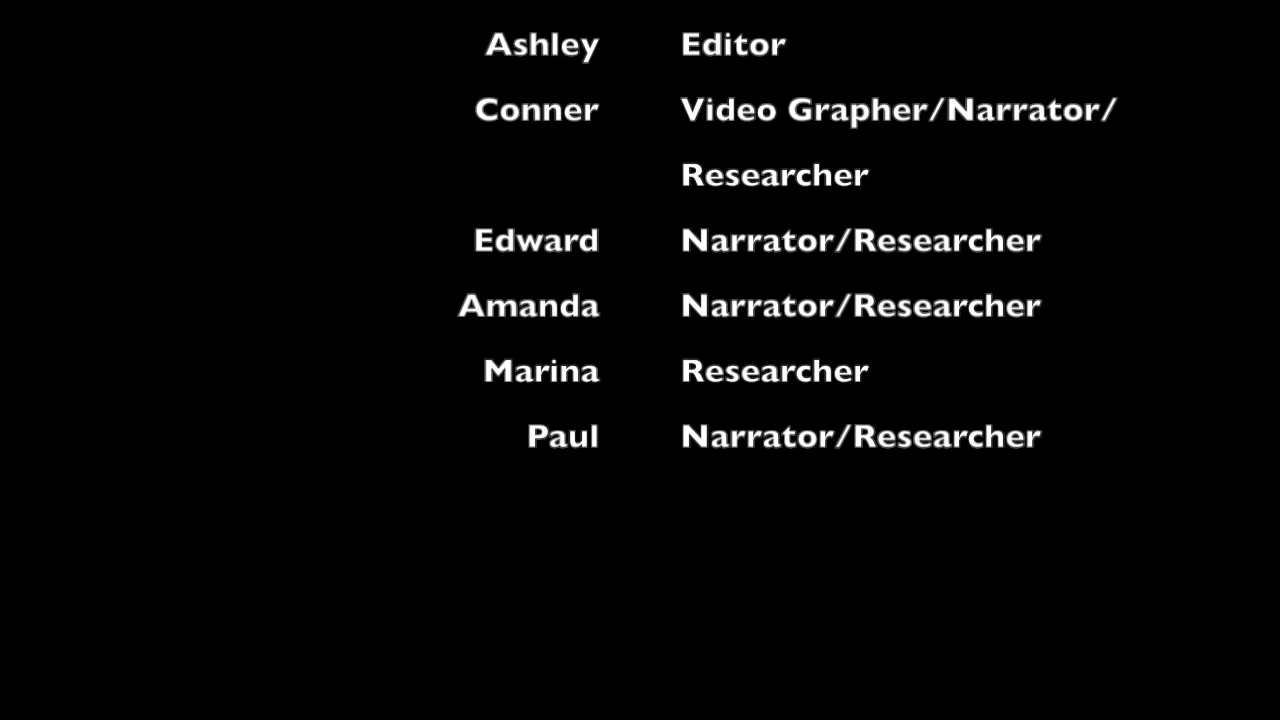 Ashley Editor
Conner Video Grapher/Narrator/
Researcher
Edward Narrator/Researcher
Amanda Narrator/Researcher
Marina Researcher
Paul Narrator/Researcher